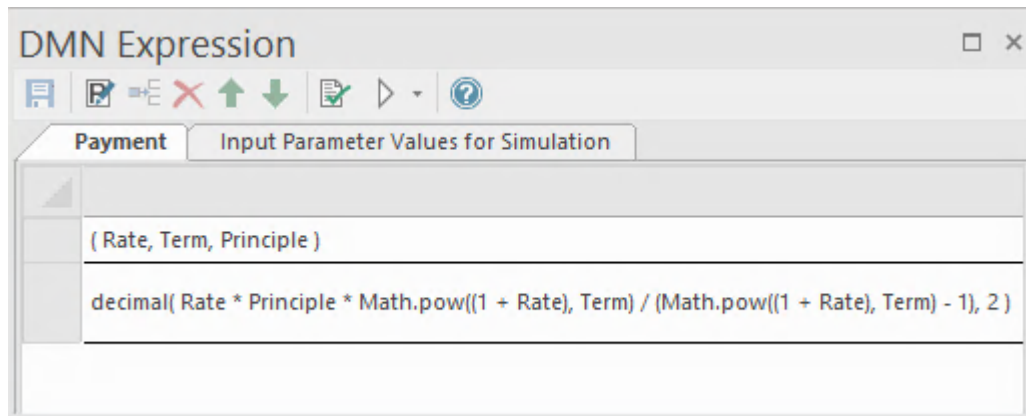 DMN Expression
Payment Input Parameter Values for Simulation
( Rate, Term, Principle )
decimal( Rate * Principle * Math.pow((1 + Rate), Term) / (Math.pow((1 + Rate), Term) - 1), 2 )